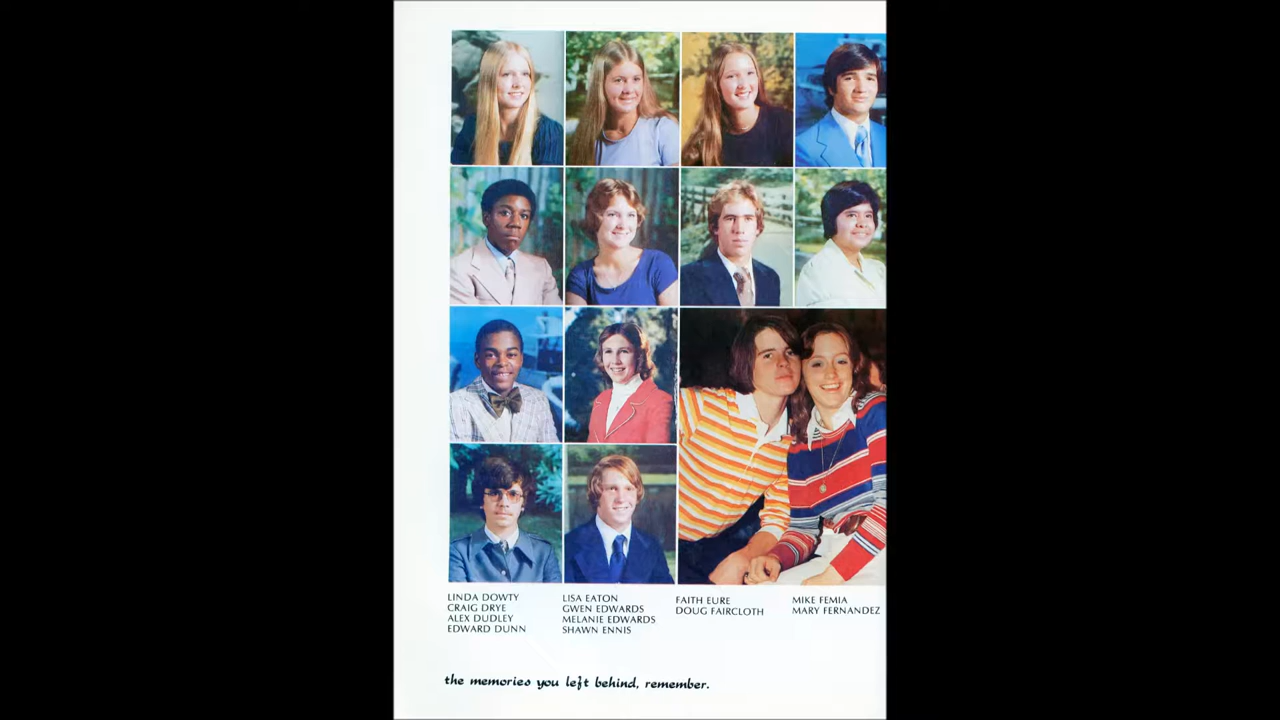 LINDA DOWTY
CRAIG DRYE
ALEX DUDLEY
EDWARD DUNN
LISA EATON
GWEN EDWARDS
MELANIE EDWARDS
SHAWN ENNIS
FAITH EURE
DOUG FAIRCLOTH
MIKE FEMIA
MARY FERNANDEZ
the memories you left behind, remember.